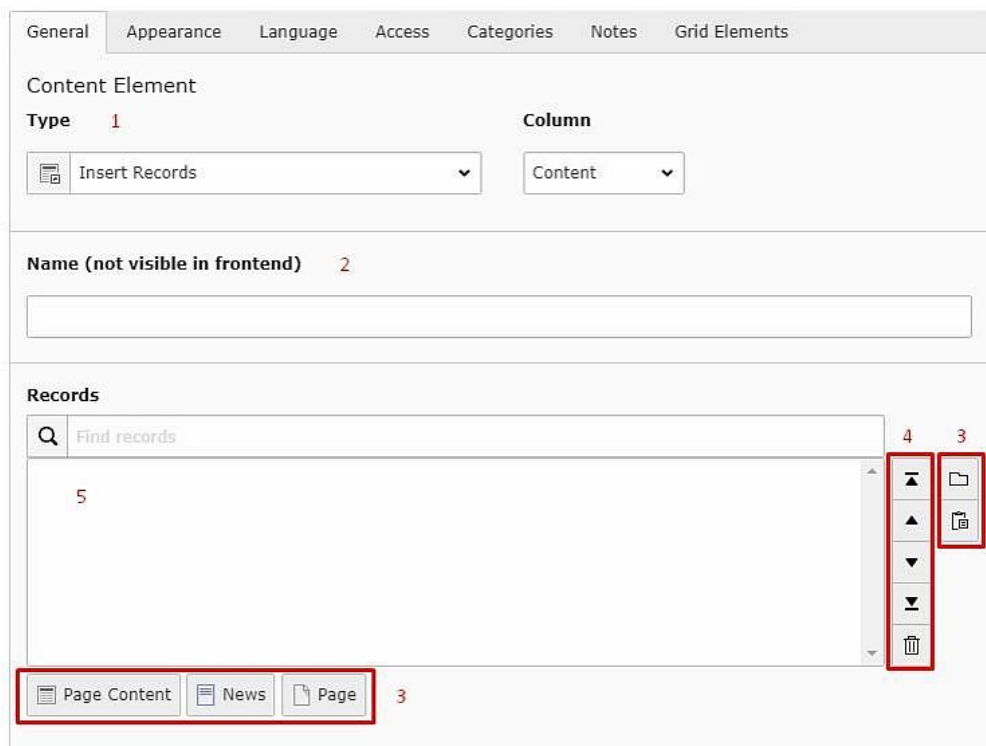 General Appearance Language Access Categories Notes Grid Elements
Content Element
Type 1 Column
Insert Records Content
Name (not visible in frontend) 2
Records
Find records 4 3
5
Page Content News Page 3